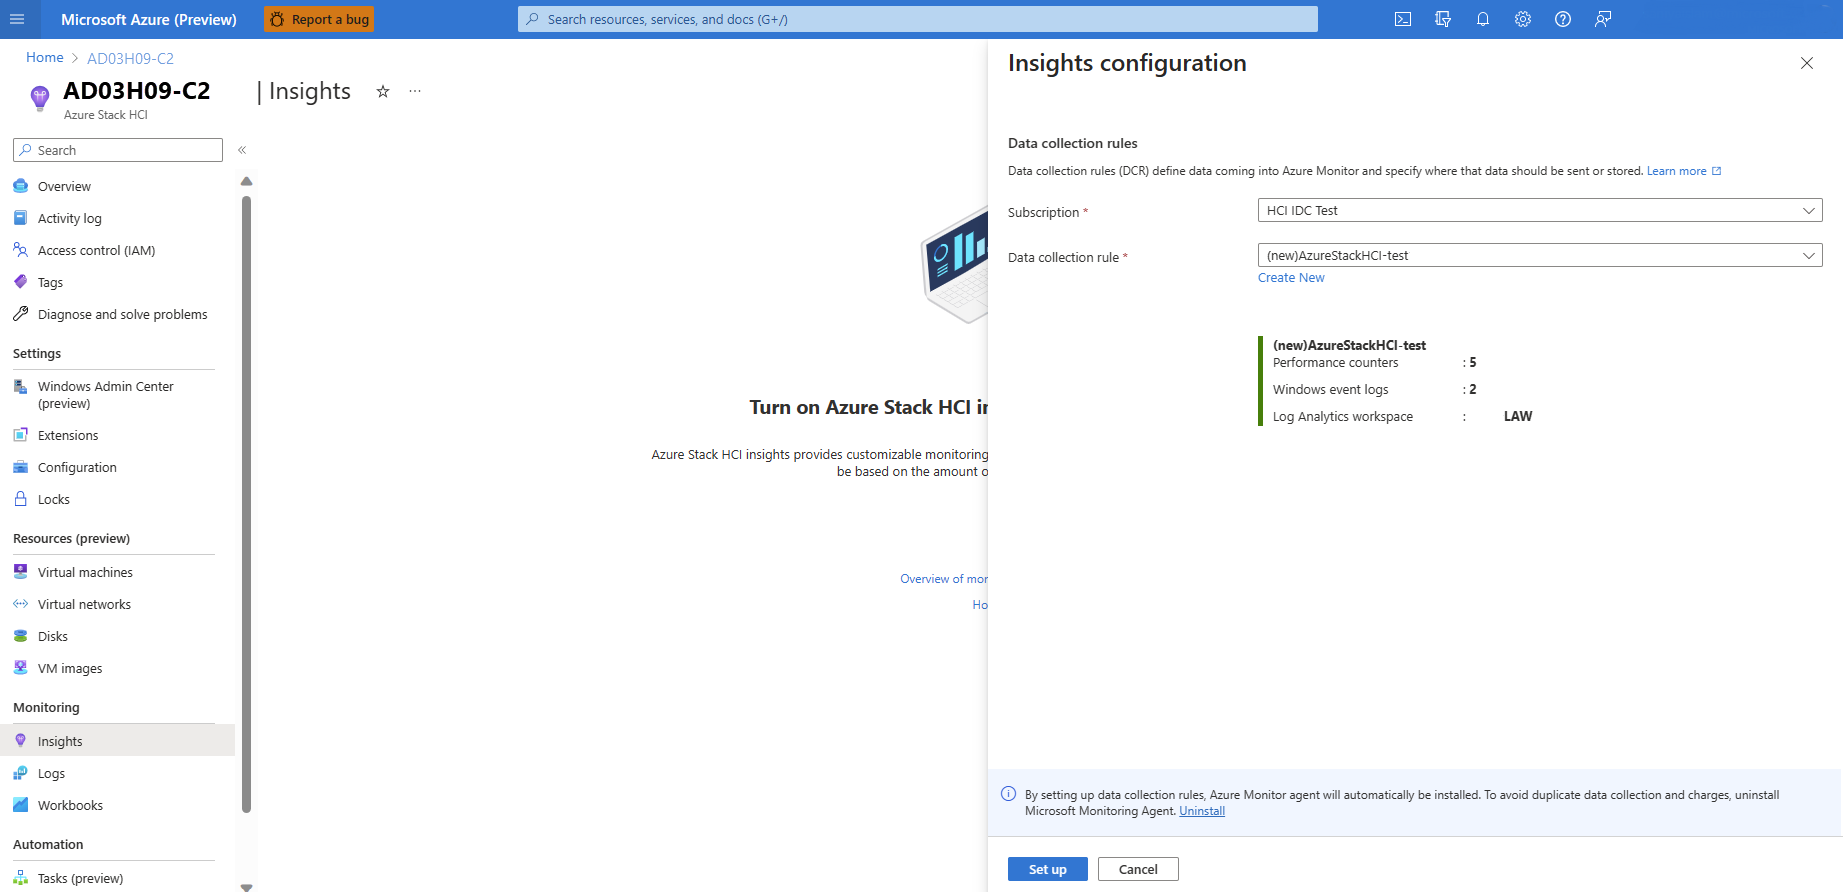 Microsoft Azure (Preview)
Report a bug
Search resources, services, and docs (G+/)
Home > AD03H09-C2
AD03H09-C2 | Insights
Azure Stack HCI
Search
Overview
Activity log
Access control (IAM)
Tags
Diagnose and solve problems
Settings
Windows Admin Center
(preview)
Extensions
Configuration
Locks
Resources (preview)
Virtual machines
Virtual networks
Disks
VM images
Monitoring
Insights
Logs
Workbooks
Automation
Tasks (preview)
Turn on Azure Stack HCI in
Azure Stack HCI insights provides customizable monitoring
be based on the amount o
Overview of mor
Ho
Insights configuration
Data collection rules
Data collection rules (DCR) define data coming into Azure Monitor and specify where that data should be sent or stored. Learn more
Subscription *
HCI IDC Test
Data collection rule *
(new)AzureStackHCI-test
Create New
(new)AzureStackHCI-test
Performance counters : 5
Windows event logs : 2
Log Analytics workspace : LAW
By setting up data collection rules, Azure Monitor agent will automatically be installed. To avoid duplicate data collection and charges, uninstall
Microsoft Monitoring Agent. Uninstall
Set up
Cancel